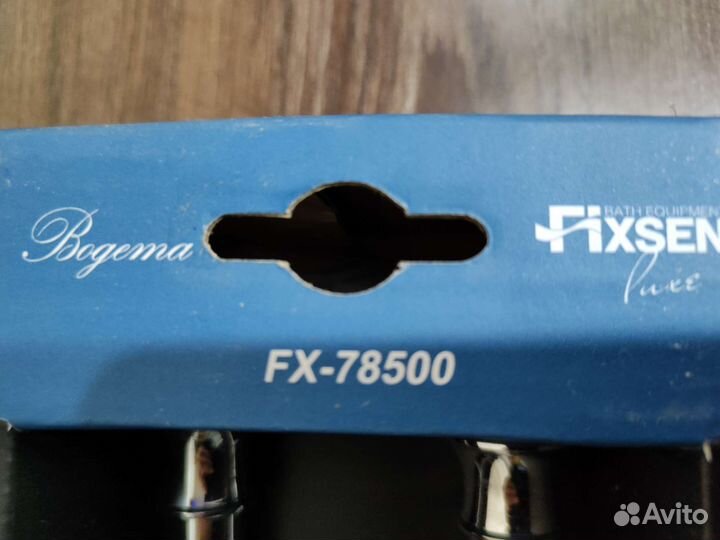 Bogema
BATH EQUIPMEN
FIXSEN
luxe
FX-78500
Avito